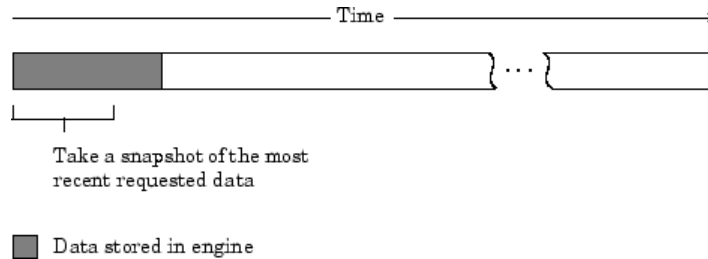 Time
...
Take a snapshot of the most
recent requested data
Data stored in engine